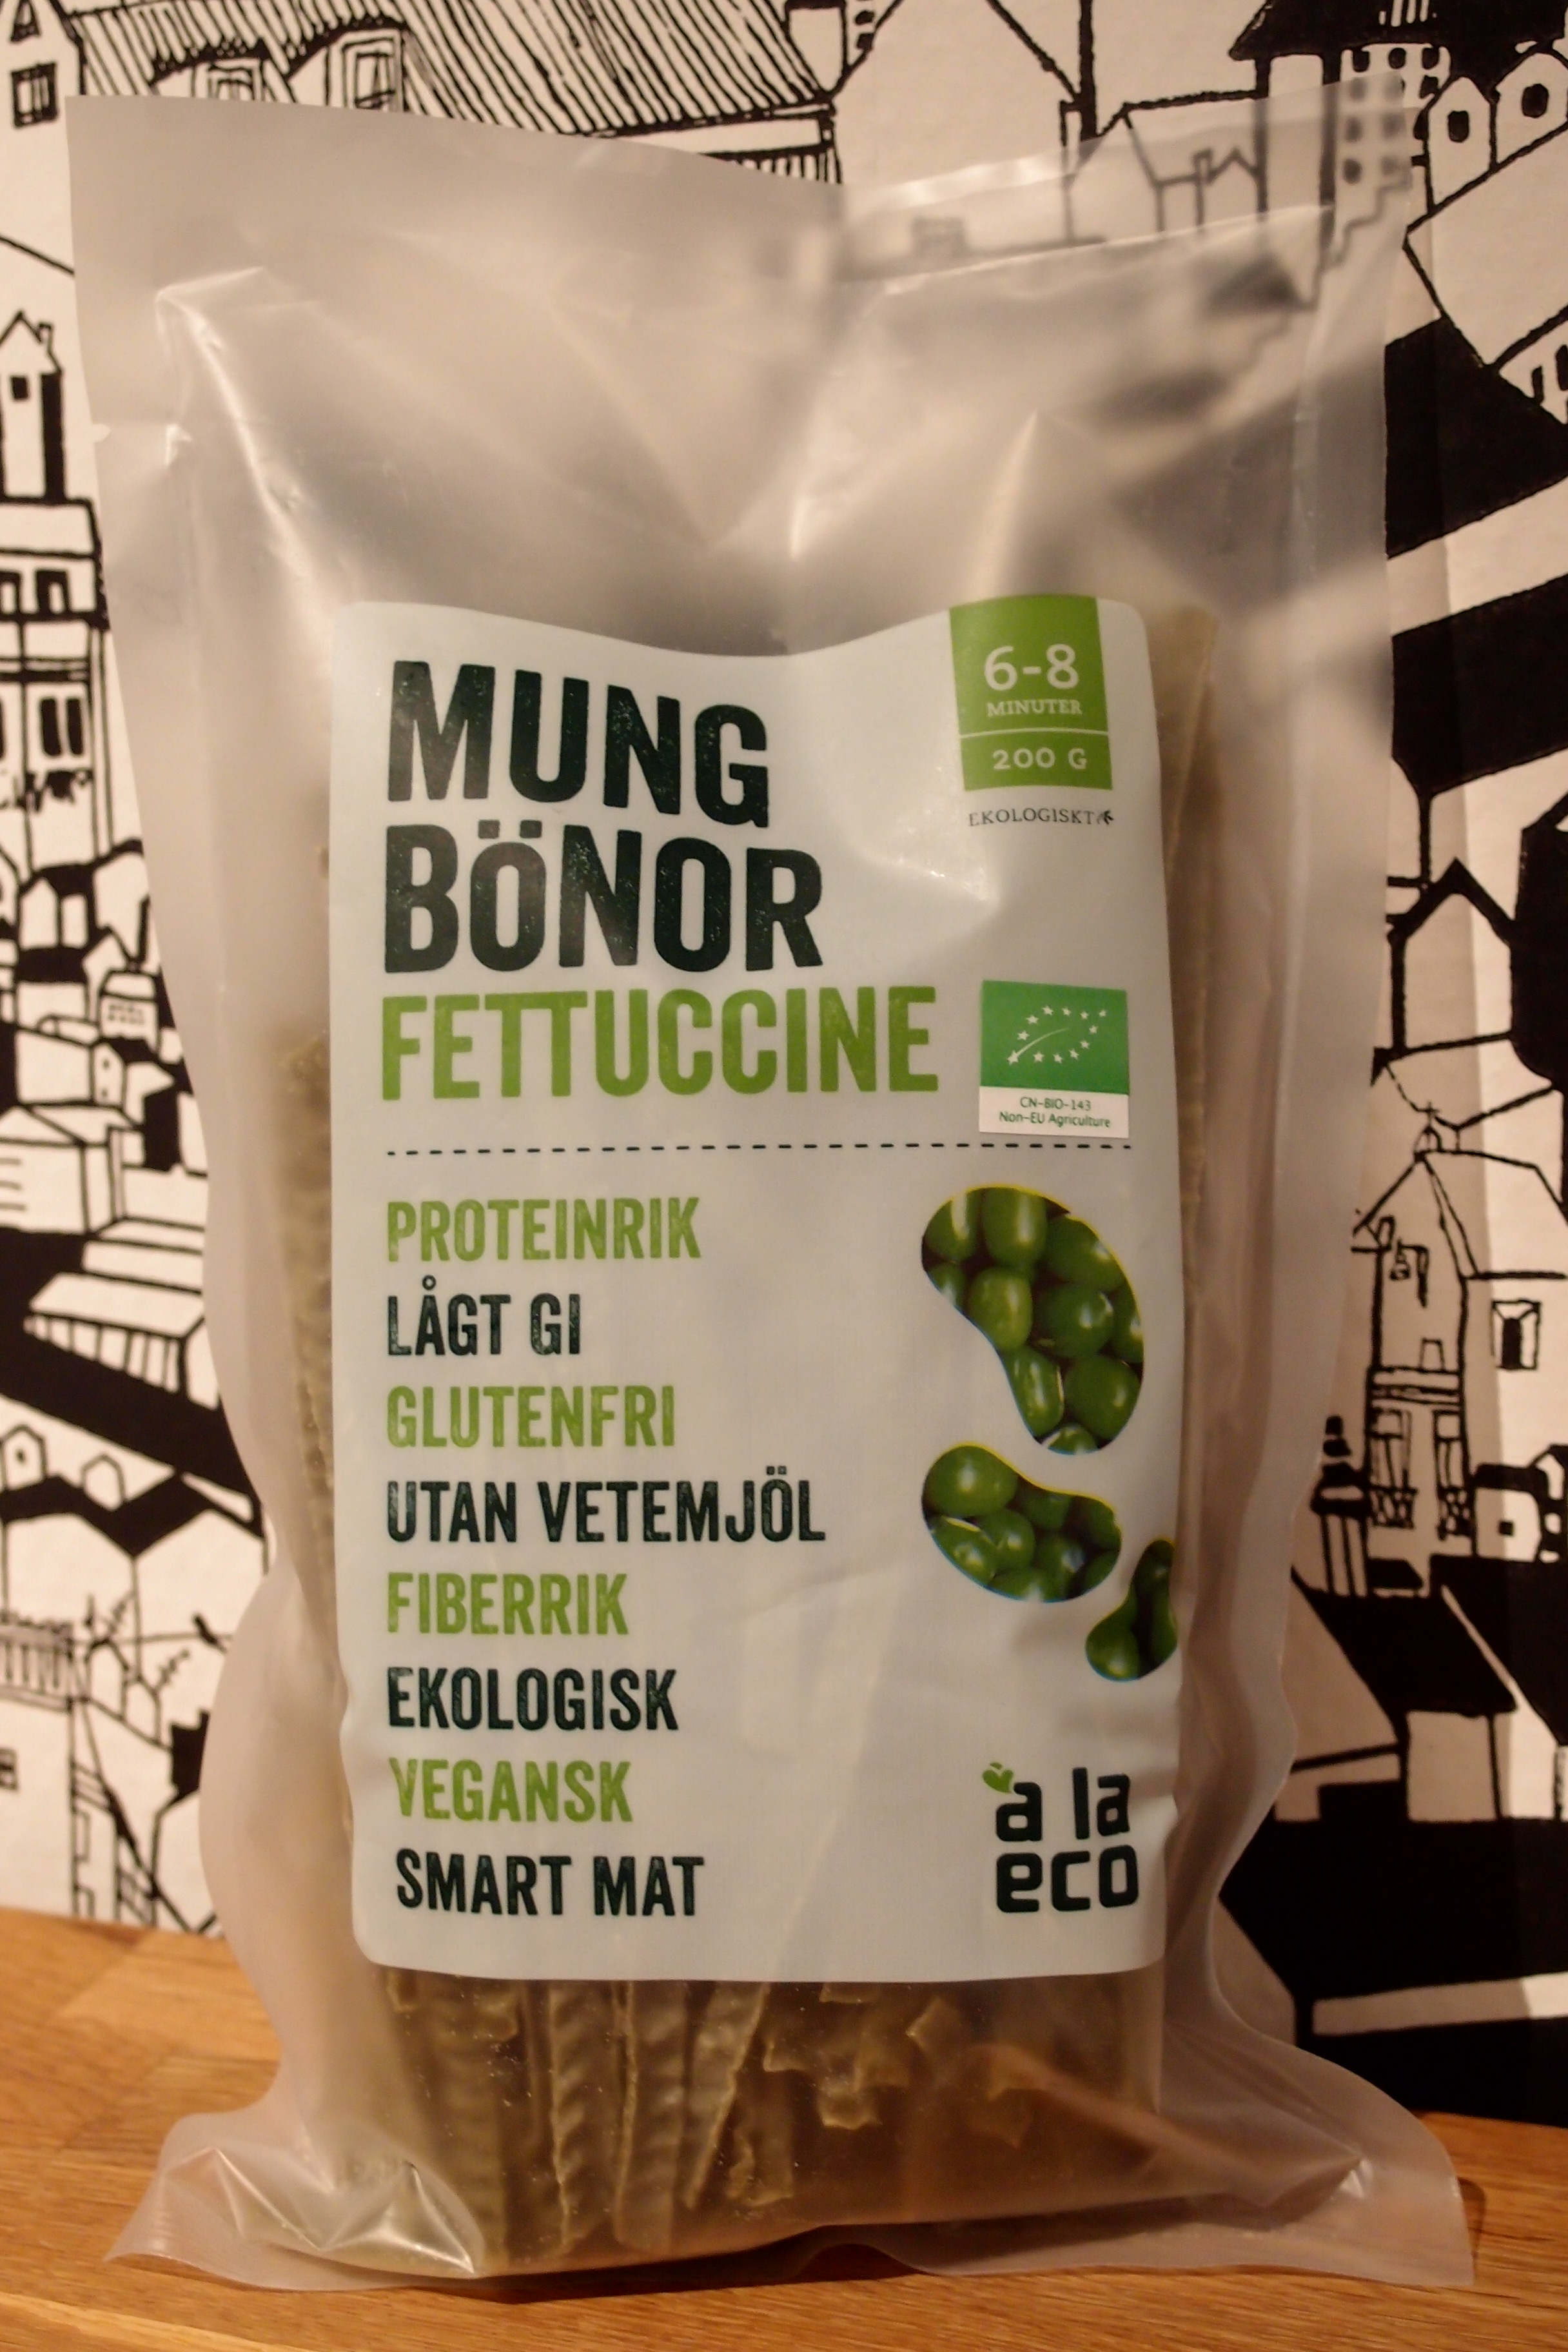 MUNG
BÖNOR
FETTUCCINE
6-8
MINUTER
200 G
EKOLOGISKT
CN-BIO-143
Non-EU Agriculture
PROTEINRIK
LÅGT GI
GLUTENFRI
UTAN VETEMJÖL
FIBERRIK
EKOLOGISK
VEGANSK
SMART MAT
à la
eco